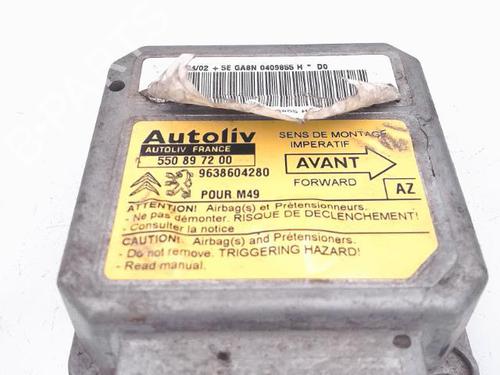 /02 + SE GA8N 0409855 H * D0
Autoliv
AUTOLIV FRANCE
550 89 72 00
9638604280
POUR M49
SENS DE MONTAGE
IMPERATIF
AVANT
FORWARD
AZ
ATTENTION! Airbag(s) et Prétensionneurs.
- Ne pas démonter. RISQUE DE DECLENCHEMENT!
- Consulter la notice
CAUTION! Airbag(s) and Prétensioners.
- Do not remove. TRIGGERING HAZARD!
- Read manual.